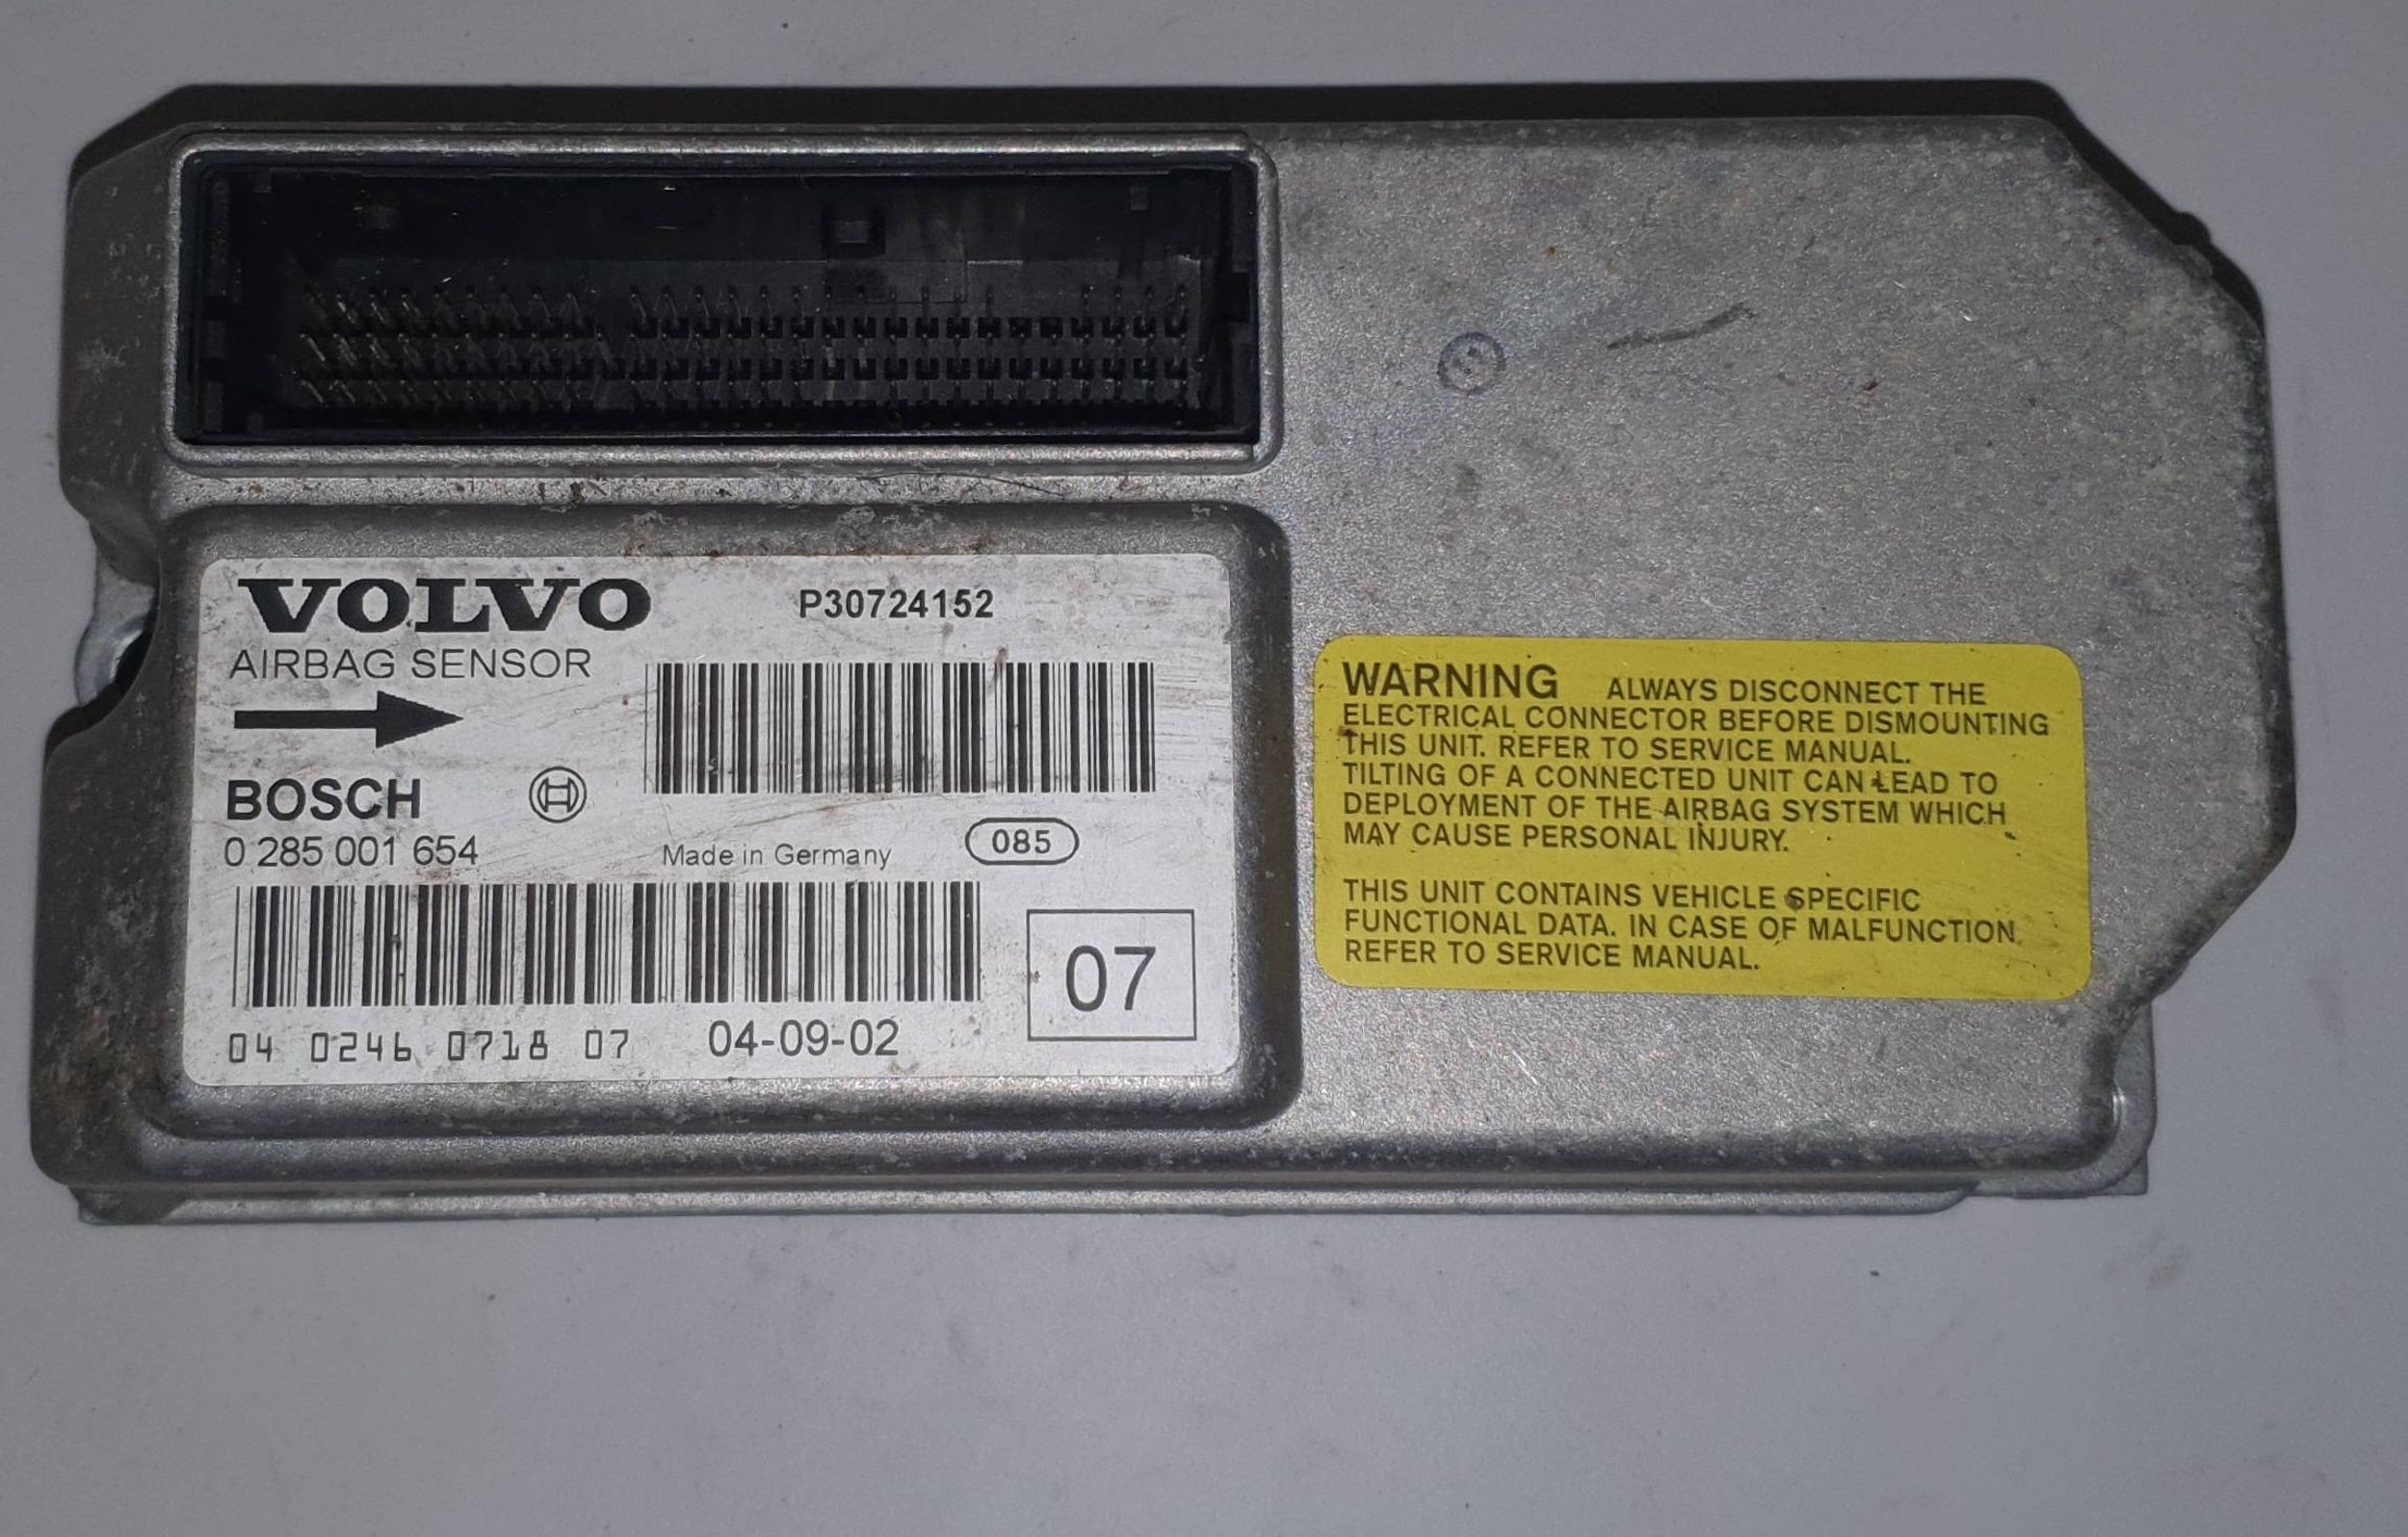 VOLVO P30724152
AIRBAG SENSOR
BOSCH
0 285 001 654
Made in Germany 085
04 0246 0718 07 04-09-02
07
WARNING ALWAYS DISCONNECT THE
ELECTRICAL CONNECTOR BEFORE DISMOUNTING
THIS UNIT. REFER TO SERVICE MANUAL.
TILTING OF A CONNECTED UNIT CAN LEAD TO
DEPLOYMENT OF THE AIRBAG SYSTEM WHICH
MAY CAUSE PERSONAL INJURY.
THIS UNIT CONTAINS VEHICLE SPECIFIC
FUNCTIONAL DATA. IN CASE OF MALFUNCTION
REFER TO SERVICE MANUAL.